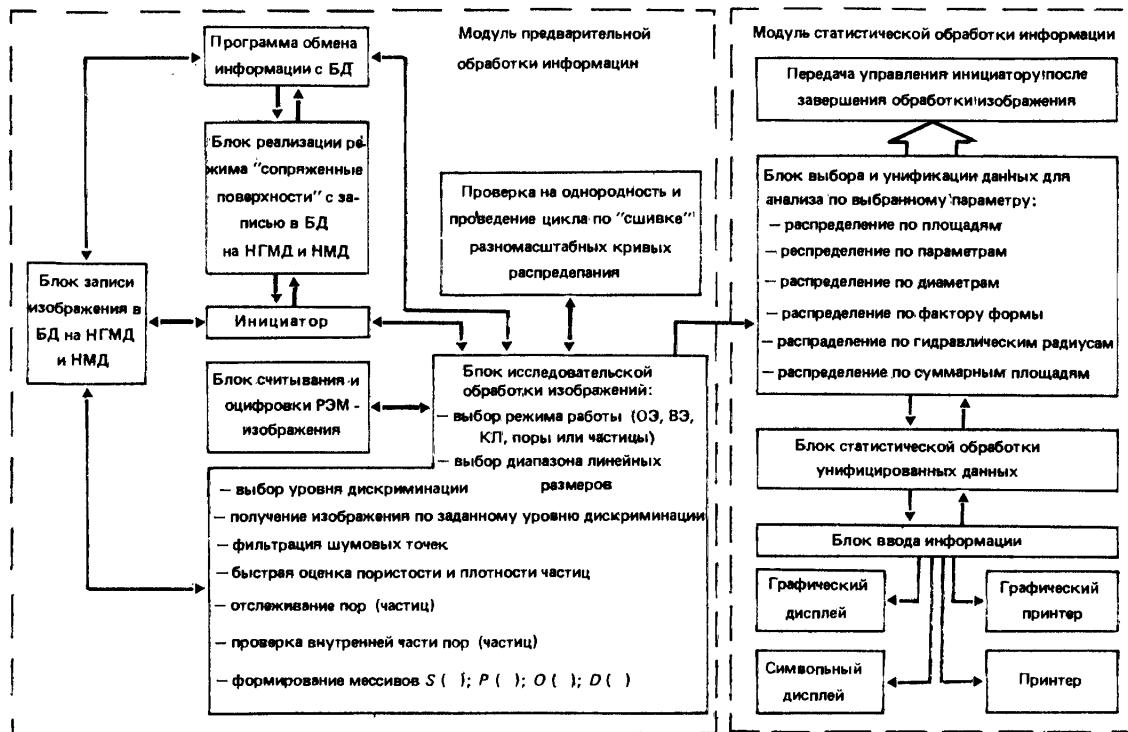 Программа обмена
информации с БД
Модуль предварительной
обработки информации
Блок реализации ре-
жима "сопряженные
поверхности" с за-
писью в БД
на НГМД и НМД
Проверка на однородность и
проведение цикла по "сшивке"
разномасштабных кривых
распредепания
Блок записи
изображения в
БД на НГМД
и НМД
Инициатор
Блок считывания и
оцифровки РЭМ -
изображения
Бпок исследовательской
обработки изображений:
— выбор режима работы (ОЭ, ВЭ,
КЛ, поры или частицы)
— выбор диапазона линейных
размеров
— выбор уровня дискриминации
— получение изображения по заданному уровню дискриминации
— фильтрация шумовых точек
— быстрая оценка пористости и плотности частиц
— отслеживание пор (частиц)
— проверка внутренней части пор (частиц)
— формирование мессивов S ( ); P ( ); O ( ); D ( )
Модуль статистической обработки информации
Передача управления инициатору после
завершения обработки изображения
Блок выбора и унификации данных для
анализа по выбранному параметру:
— распределение по площадям
— респределение по параметрам
— распределение по диаметрам
— распределение по фактору формы
— распраделение по гидравлическим радиусам
— распределение по суммарным площадям
Блок статистической обработки
унифицированных данных
Блок ввода информации
Графический
дисплей
Графический
принтер
Символьный
дисплей
Принтер